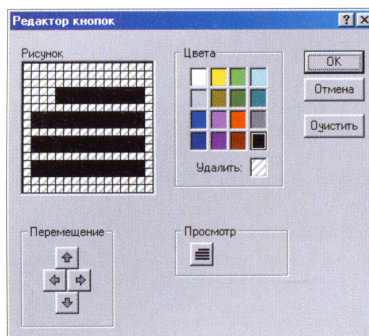 Редактор кнопок
Рисунок
Цвета
OK
Отмена
Очистить
Удалить:
Перемещение
Просмотр